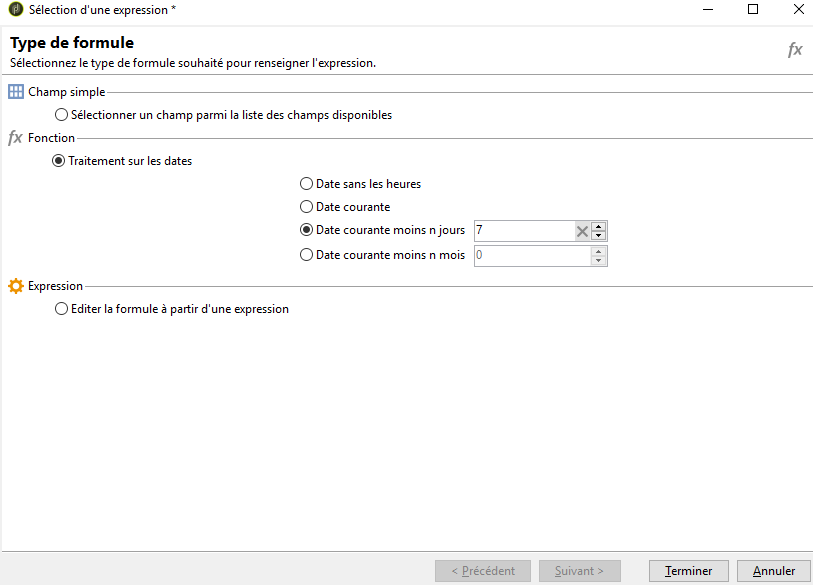 Sélection d'une expression *
Type de formule
Sélectionnez le type de formule souhaité pour renseigner l'expression.
fx
Champ simple
Sélectionner un champ parmi la liste des champs disponibles
fx Fonction
Traitement sur les dates
Date sans les heures
Date courante
Date courante moins n jours 7
Date courante moins n mois 0
Expression
Editer la formule à partir d'une expression
< Précédent Suivant > Terminer Annuler